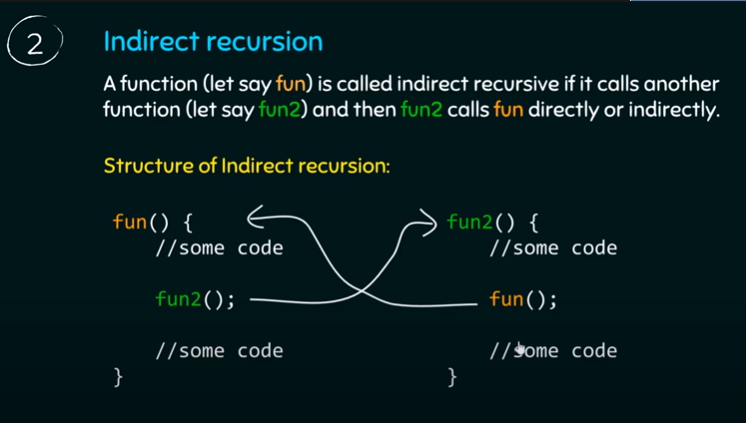 2
Indirect recursion
A function (let say fun) is called indirect recursive if it calls another
function (let say fun2) and then fun2 calls fun directly or indirectly.
Structure of Indirect recursion:
fun() {
//some code
fun2();
//some code
}
fun2() {
//some code
fun();
//some code
}